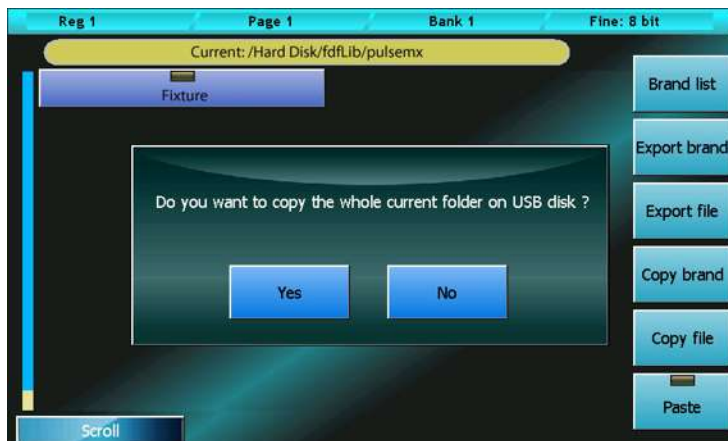 Reg 1 Page 1 Bank 1 Fine: 8 bit
Current: /Hard Disk/fdfLib/pulsemx
Fixture
Brand list
Export brand
Do you want to copy the whole current folder on USB disk ?
Export file
Yes No
Copy brand
Copy file
Paste
Scroll